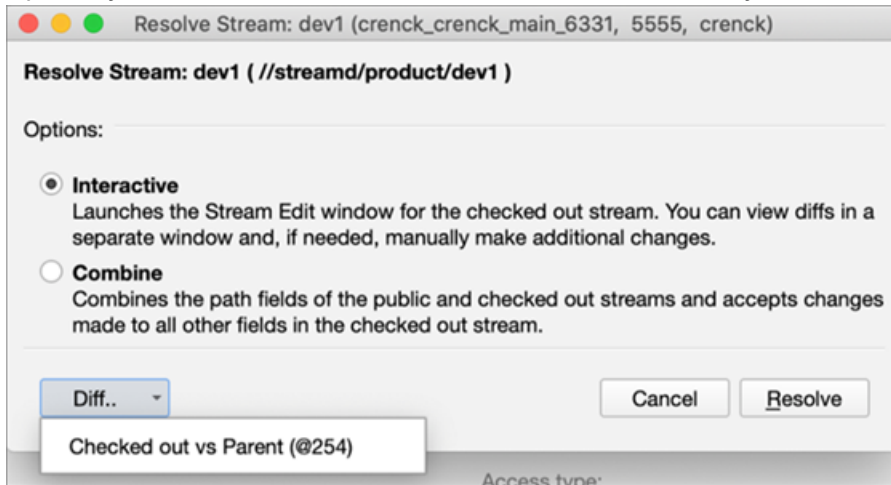 Resolve Stream: dev1 (crenck_crenck_main_6331, 5555, crenck)
Resolve Stream: dev1 ( //streamd/product/dev1 )
Options:
Interactive
Launches the Stream Edit window for the checked out stream. You can view diffs in a
separate window and, if needed, manually make additional changes.
Combine
Combines the path fields of the public and checked out streams and accepts changes
made to all other fields in the checked out stream.
Diff..
Cancel
Resolve
Checked out vs Parent (@254)
Access type: